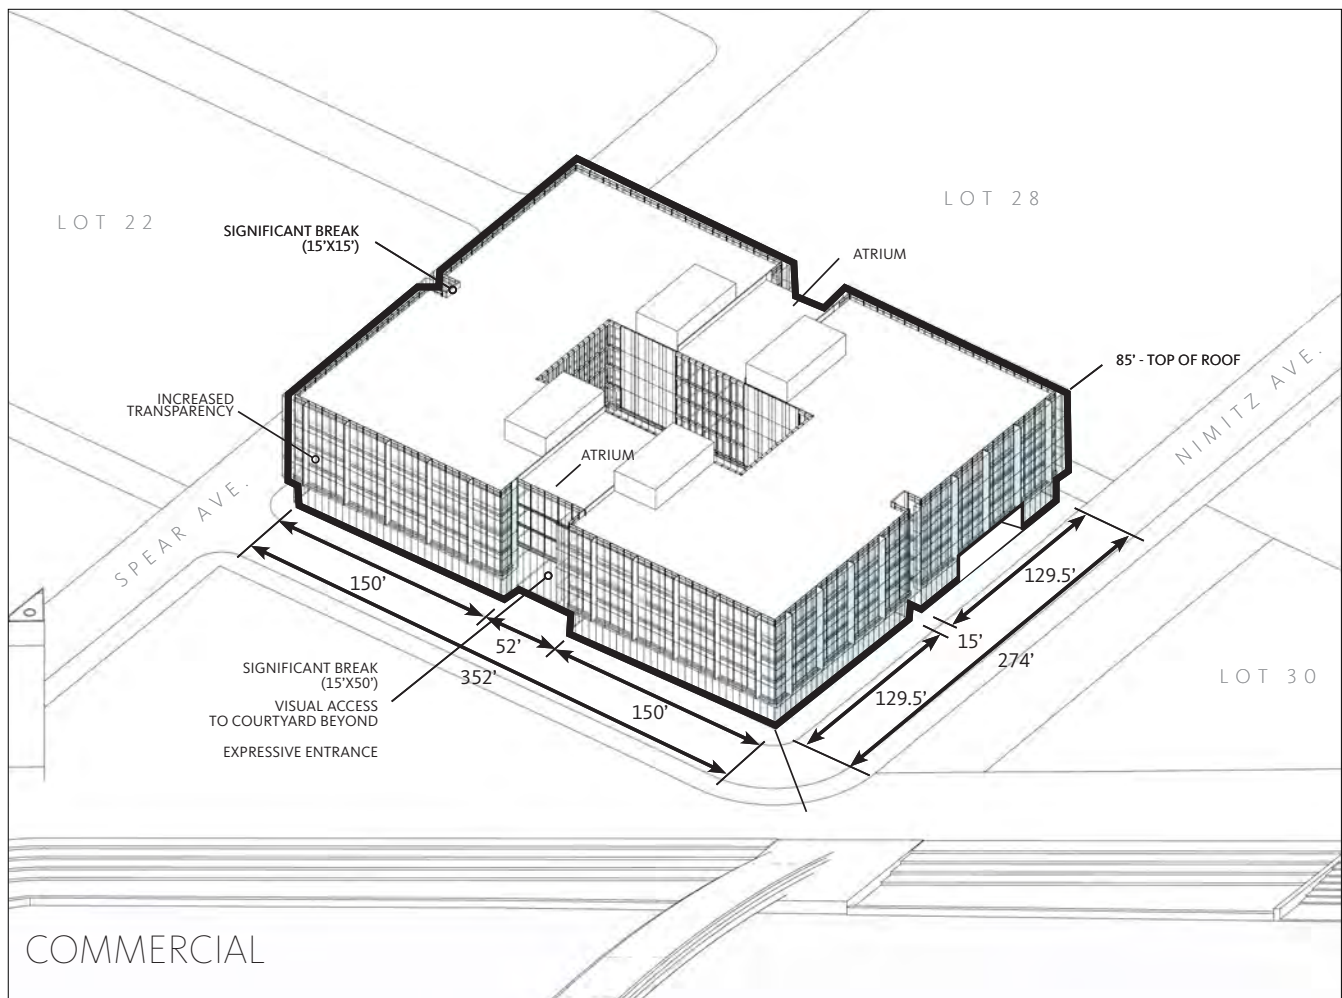 LOT 22
LOT 28
SIGNIFICANT BREAK
(15'X15')
ATRIUM
85' - TOP OF ROOF
NIMITZ AVE.
INCREASED
TRANSPARENCY
ATRIUM
SPEAR AVE.
150'
129.5'
52'
15'
352'
274'
SIGNIFICANT BREAK
(15'X50')
VISUAL ACCESS
TO COURTYARD BEYOND
EXPRESSIVE ENTRANCE
150'
129.5'
LOT 30
COMMERCIAL